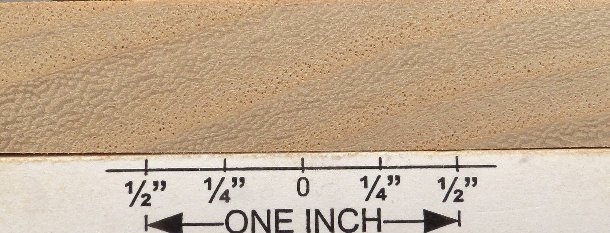 ½” ¼” 0 ¼” ½”
ONE INCH